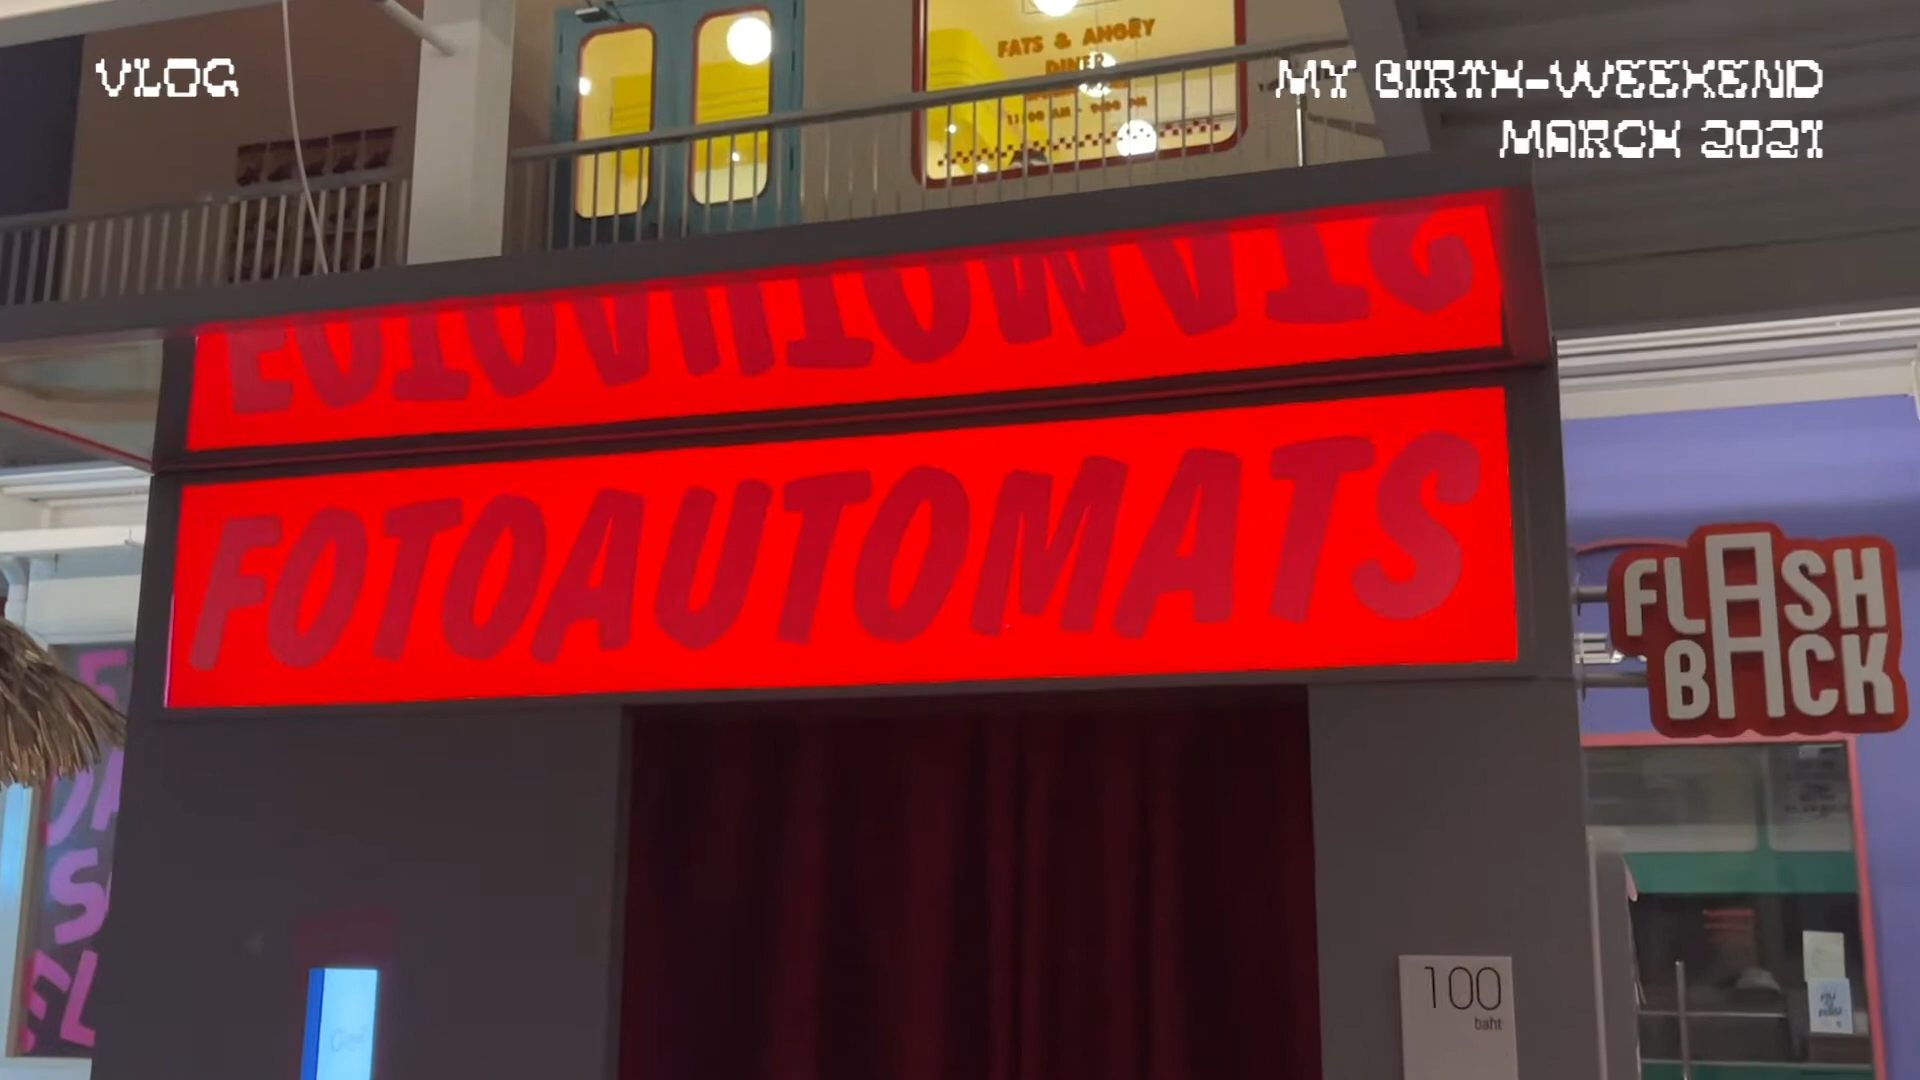 VLOG
MY BIRTH-WEEKEND
MARCH 2021
FATS & ANGRY
DINER
FOTOAUTOMATS
FLASH
BACK
100
baht